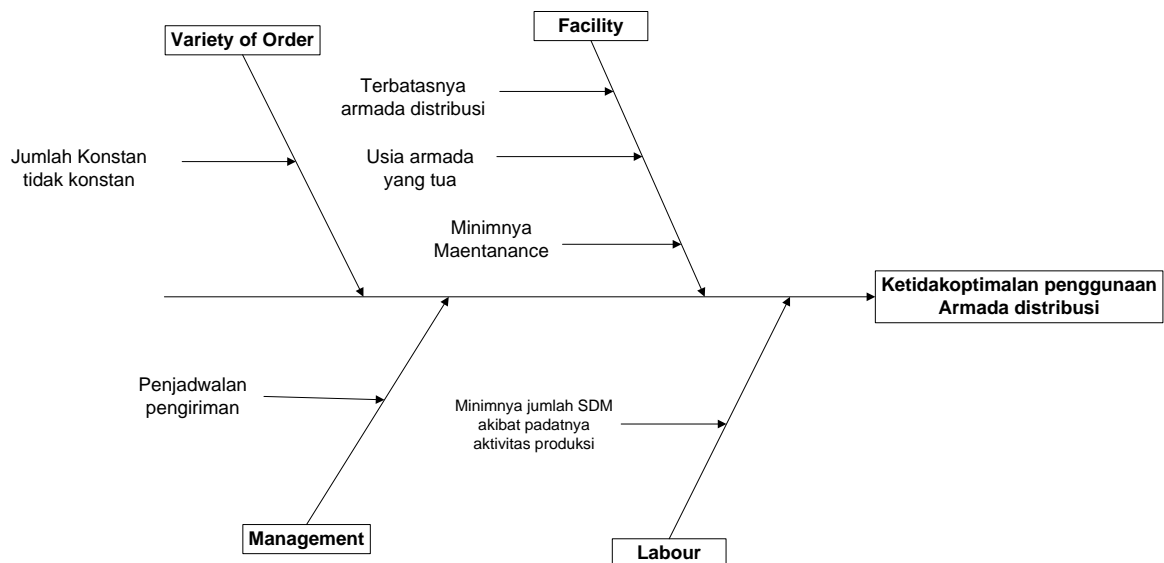 Variety of Order
Facility
Terbatasnya
armada distribusi
Jumlah Konstan
tidak konstan
Usia armada
yang tua
Minimnya
Maentanance
Ketidakoptimalan penggunaan
Armada distribusi
Penjadwalan
pengiriman
Minimnya jumlah SDM
akibat padatnya
aktivitas produksi
Management
Labour